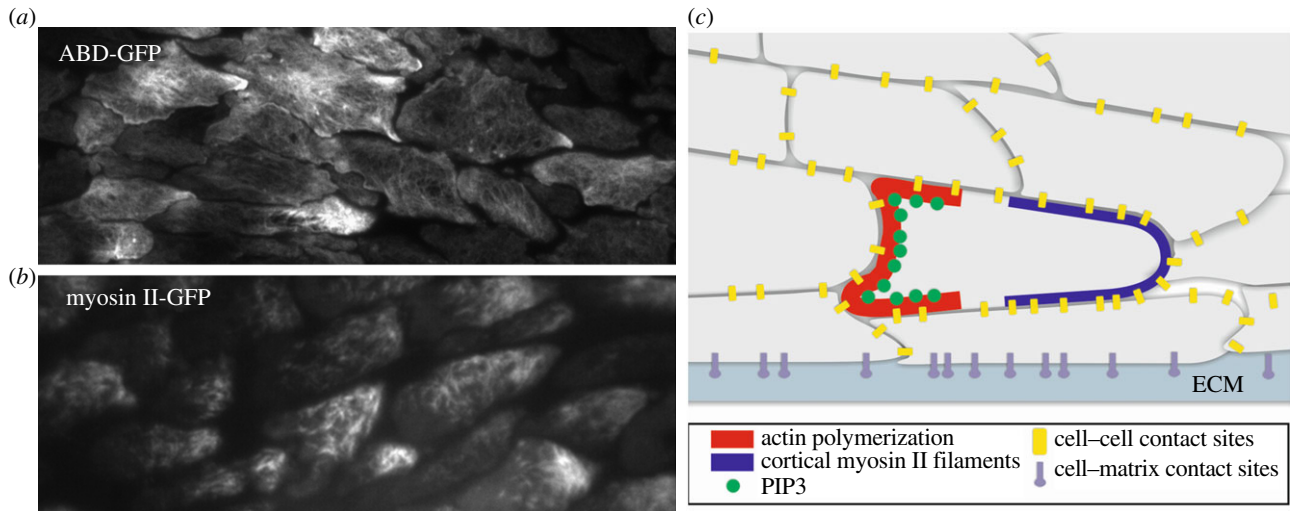 (a)
ABD-GFP
(b)
myosin II-GFP
(c)
ECM
actin polymerization
cortical myosin II filaments
PIP3
cell–cell contact sites
cell–matrix contact sites